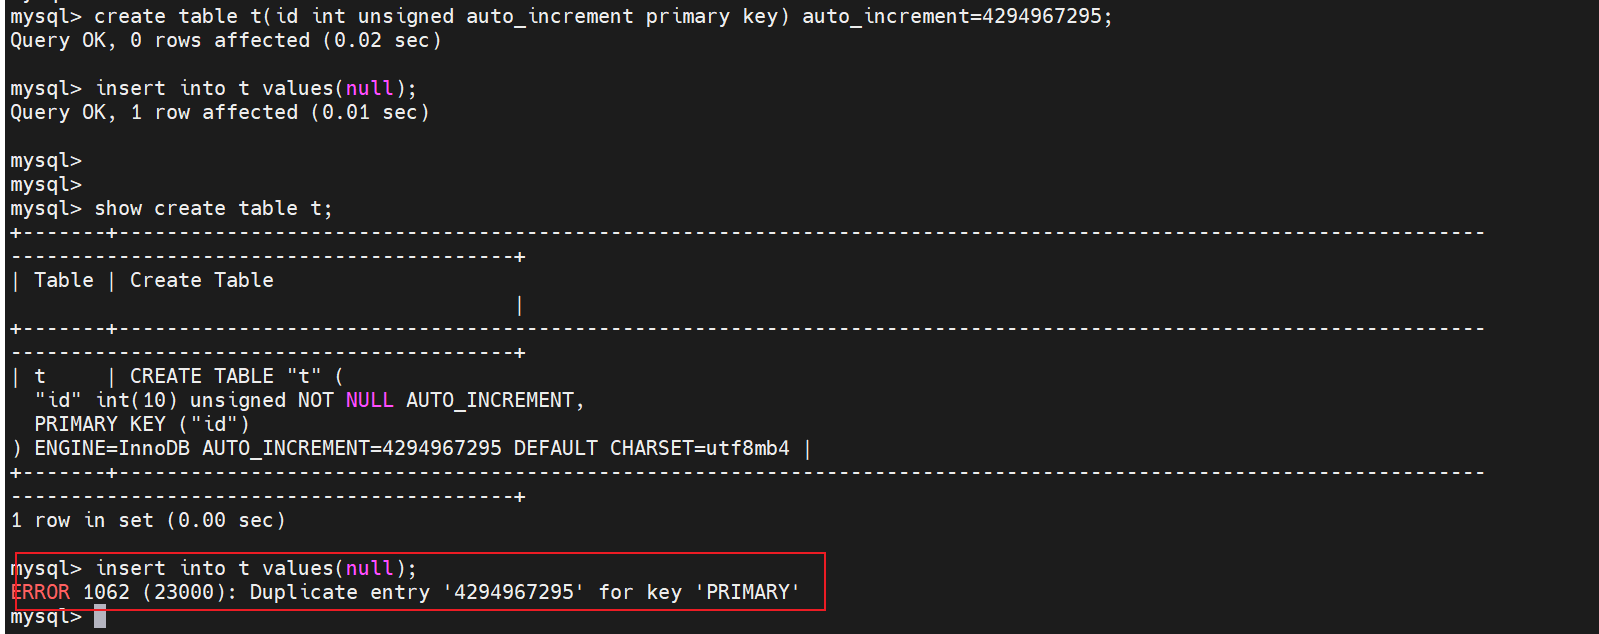 mysql> create table t(id int unsigned auto_increment primary key) auto_increment=4294967295;
Query OK, 0 rows affected (0.02 sec)

mysql> insert into t values(null);
Query OK, 1 row affected (0.01 sec)

mysql>
mysql>
mysql> show create table t;
+-------+------------------------------------------------------------------------------------------------------------------
------------------------------------------+
| Table | Create Table
                                          |
+-------+------------------------------------------------------------------------------------------------------------------
------------------------------------------+
| t     | CREATE TABLE "t" (
  "id" int(10) unsigned NOT NULL AUTO_INCREMENT,
  PRIMARY KEY ("id")
) ENGINE=InnoDB AUTO_INCREMENT=4294967295 DEFAULT CHARSET=utf8mb4 |
+-------+------------------------------------------------------------------------------------------------------------------
------------------------------------------+
1 row in set (0.00 sec)

mysql> insert into t values(null);
ERROR 1062 (23000): Duplicate entry '4294967295' for key 'PRIMARY'
mysql>